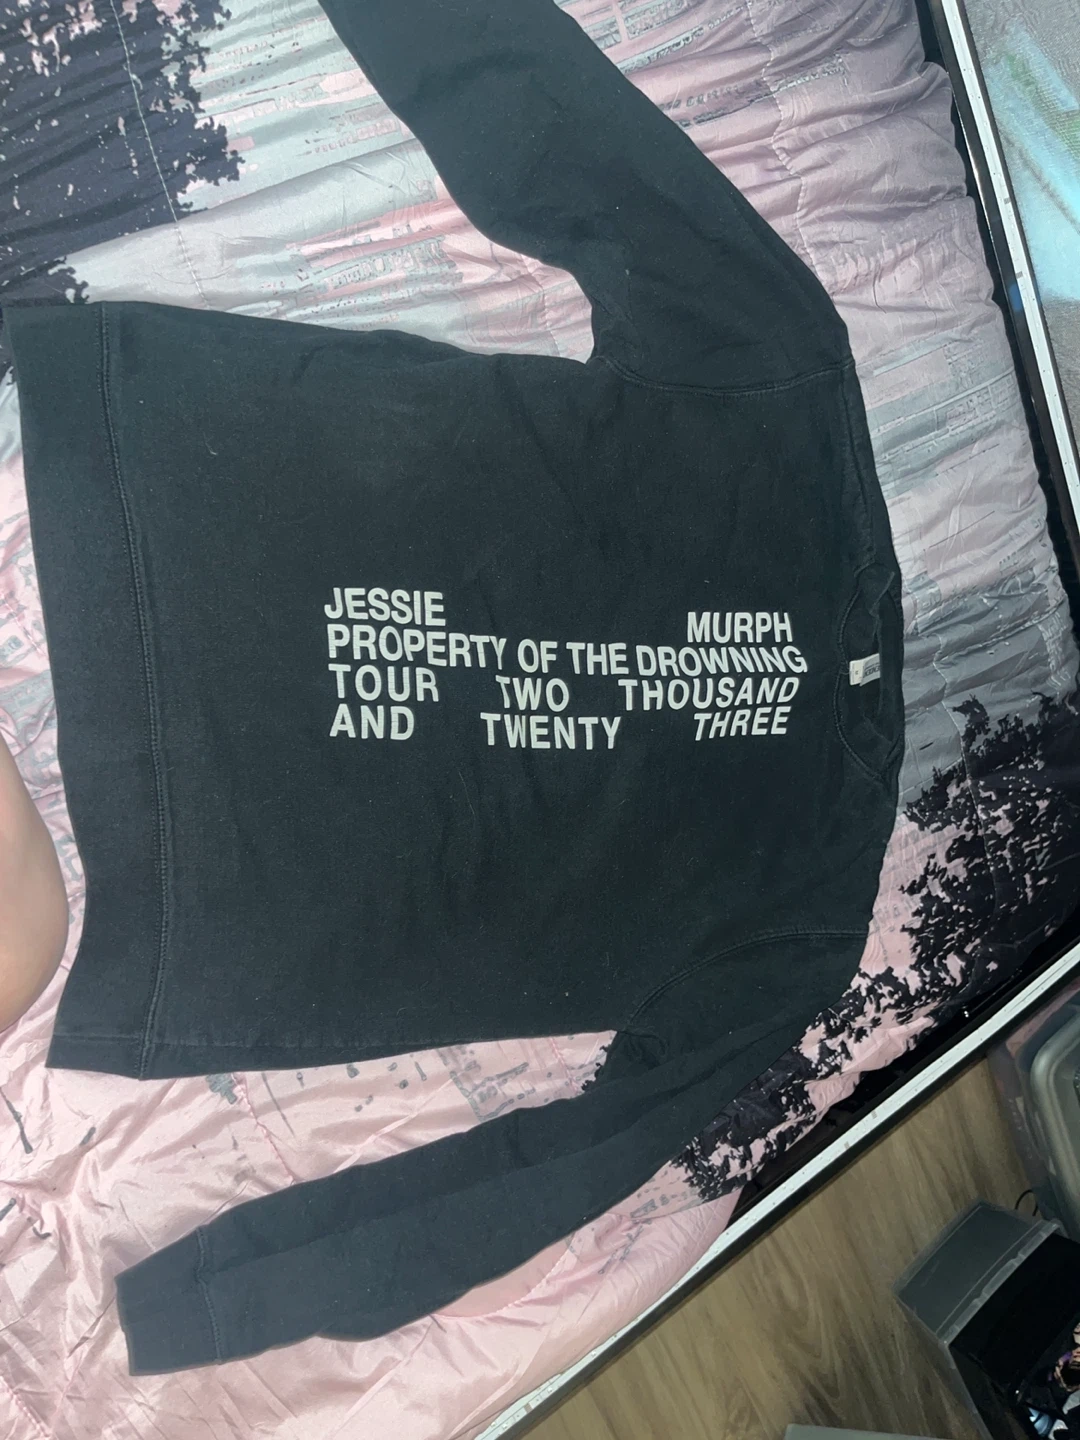 JESSIE MURPH
PROPERTY OF THE DROWNING
TOUR TWO THOUSAND
AND TWENTY THREE